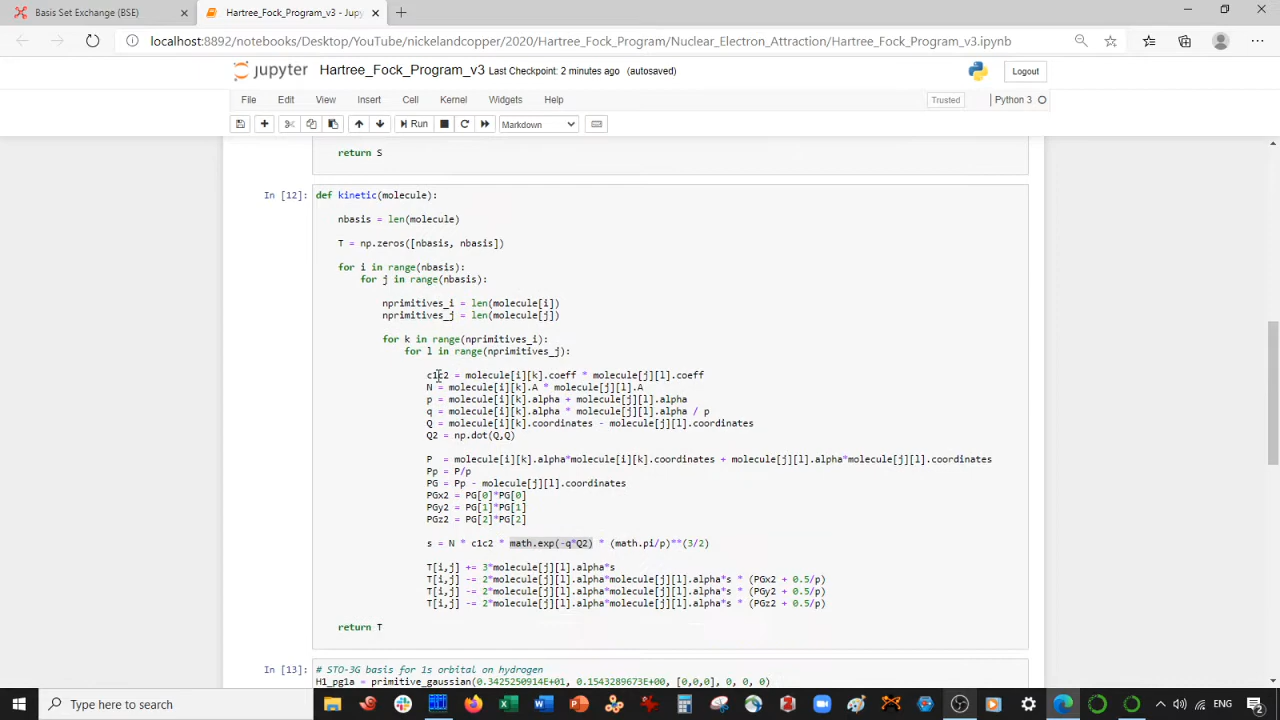 Basis Set Exchange (BSE)
Hartree_Fock_Program_v3 - Jup
localhost:8892/notebooks/Desktop/YouTube/nickelandcopper/2020/Hartree_Fock_Program/Nuclear_Electron_Attraction/Hartree_Fock_Program_v3.ipynb
jupyter Hartree_Fock_Program_v3 Last Checkpoint: 2 minutes ago (autosaved) Logout
File Edit View Insert Cell Kernel Widgets Help Trusted Python 3
Run Markdown
return S
In [12]: def kinetic(molecule):
nbasis = len(molecule)
T = np.zeros([nbasis, nbasis])
for i in range(nbasis):
for j in range(nbasis):
nprimitives_i = len(molecule[i])
nprimitives_j = len(molecule[j])
for k in range(nprimitives_i):
for l in range(nprimitives_j):
c1c2 = molecule[i][k].coeff * molecule[j][l].coeff
N = molecule[i][k].A * molecule[j][l].A
p = molecule[i][k].alpha + molecule[j][l].alpha
q = molecule[i][k].alpha * molecule[j][l].alpha / p
Q = molecule[i][k].coordinates - molecule[j][l].coordinates
Q2 = np.dot(Q,Q)
P = molecule[i][k].alpha*molecule[i][k].coordinates + molecule[j][l].alpha*molecule[j][l].coordinates
Pp = P/p
PG = Pp - molecule[j][l].coordinates
PGx2 = PG[0]*PG[0]
PGy2 = PG[1]*PG[1]
PGz2 = PG[2]*PG[2]
s = N * c1c2 * math.exp(-q*Q2) * (math.pi/p)**(3/2)
T[i,j] += 3*molecule[j][l].alpha*s
T[i,j] -= 2*molecule[j][l].alpha*molecule[j][l].alpha*s * (PGx2 + 0.5/p)
T[i,j] -= 2*molecule[j][l].alpha*molecule[j][l].alpha*s * (PGy2 + 0.5/p)
T[i,j] -= 2*molecule[j][l].alpha*molecule[j][l].alpha*s * (PGz2 + 0.5/p)
return T
In [13]: # STO-3G basis for 1s orbital on hydrogen
H1_pg1a = primitive_gaussian(0.3425250914E+01, 0.1543289673E+00, [0,0,0], 0, 0, 0)
Type here to search
ENG